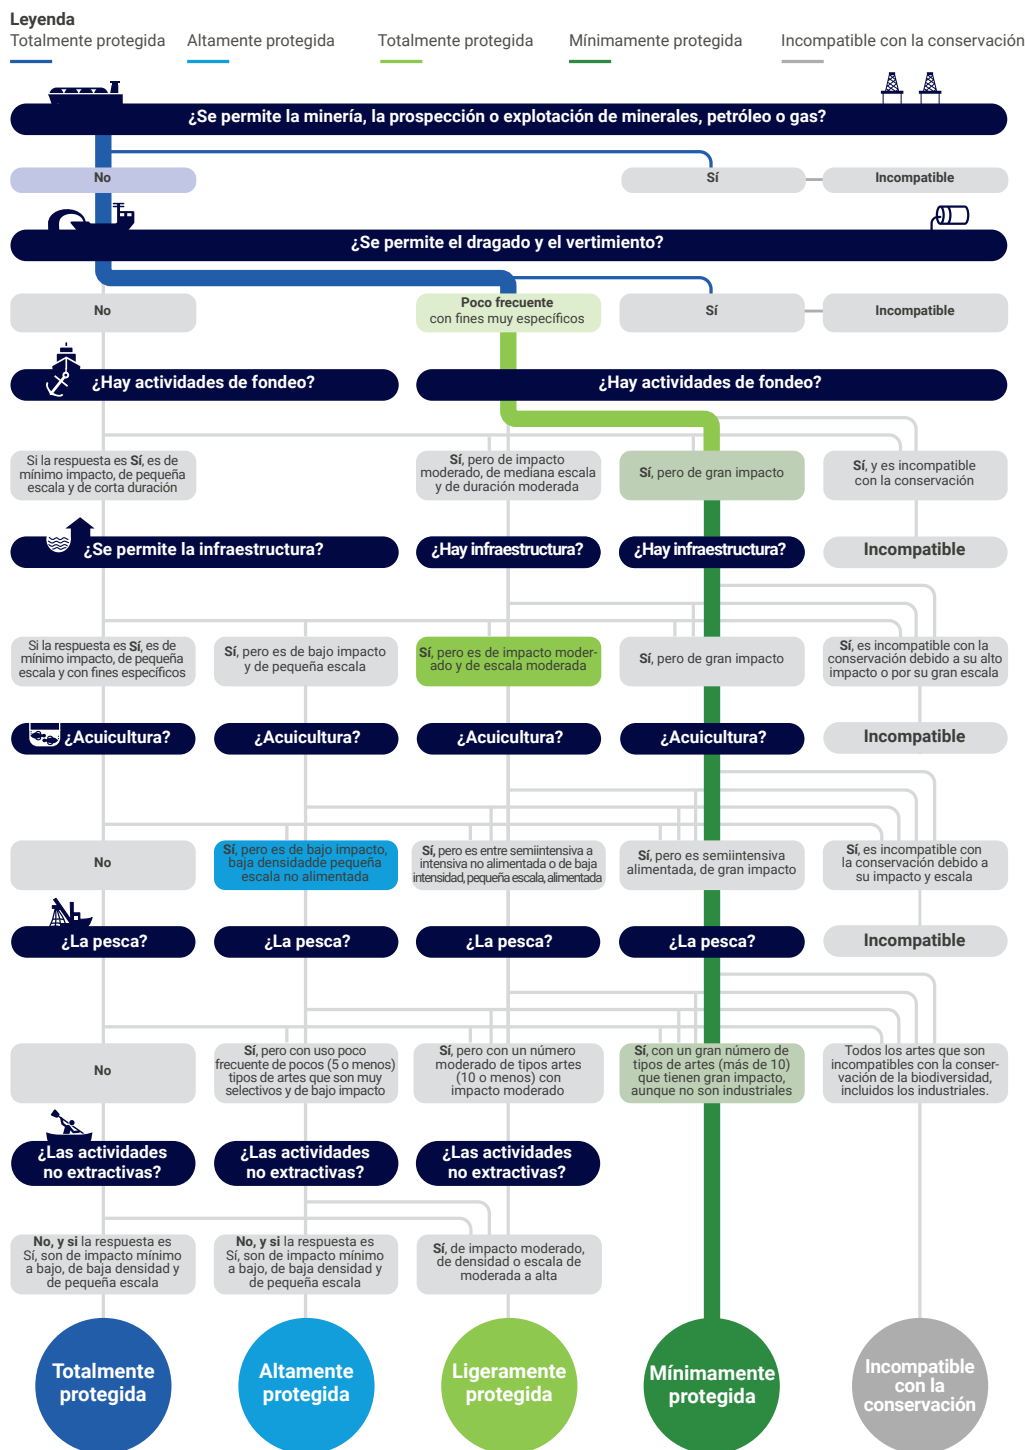 Leyenda
Totalmente protegida
Altamente protegida
Totalmente protegida
Mínimamente protegida
Incompatible con la conservación
¿Se permite la minería, la prospección o explotación de minerales, petróleo o gas?
No
Sí
Incompatible
¿Se permite el dragado y el vertimiento?
No
Poco frecuente
con fines muy específicos
Sí
Incompatible
¿Hay actividades de fondeo?
¿Hay actividades de fondeo?
Si la respuesta es Sí, es de
mínimo impacto, de pequeña
escala y de corta duración
Sí, pero de impacto
moderado, de mediana escala
y de duración moderada
Sí, pero de gran impacto
Sí, y es incompatible
con la conservación
¿Se permite la infraestructura?
¿Hay infraestructura?
¿Hay infraestructura?
Incompatible
Si la respuesta es Sí, es de
mínimo impacto, de pequeña
escala y con fines específicos
Sí, pero es de bajo impacto
y de pequeña escala
Sí, pero es de impacto moder-
ado y de escala moderada
Sí, pero de gran impacto
Sí, es incompatible con la
conservación debido a su alto
impacto o por su gran escala
¿Acuicultura?
¿Acuicultura?
¿Acuicultura?
¿Acuicultura?
Incompatible
No
Sí, pero es de bajo impacto,
baja densidadde pequeña
escala no alimentada
Sí, pero es entre semiintensiva a
intensiva no alimentada o de baja
intensidad, pequeña escala, alimentada
Sí, pero es semiintensiva
alimentada, de gran impacto
Sí, es incompatible con
la conservación debido a
su impacto y escala
¿La pesca?
¿La pesca?
¿La pesca?
¿La pesca?
Incompatible
No
Sí, pero con uso poco
frecuente de pocos (5 o menos)
tipos de artes que son muy
selectivos y de bajo impacto
Sí, pero con un número
moderado de tipos artes
(10 o menos) con
impacto moderado
Sí, con un gran número de
tipos de artes (más de 10)
que tienen gran impacto,
aunque no son industriales
Todos los artes que son
incompatibles con la conser-
vación de la biodiversidad,
incluidos los industriales.
¿Las actividades
no extractivas?
¿Las actividades
no extractivas?
¿Las actividades
no extractivas?
No, y si la respuesta es
Sí, son de impacto mínimo
a bajo, de baja densidad y
de pequeña escala
No, y si la respuesta es
Sí, son de impacto mínimo
a bajo, de baja densidad y
de pequeña escala
Sí, de impacto moderado,
de densidad o escala de
moderada a alta
Totalmente
protegida
Altamente
protegida
Ligeramente
protegida
Mínimamente
protegida
Incompatible
con la
conservación